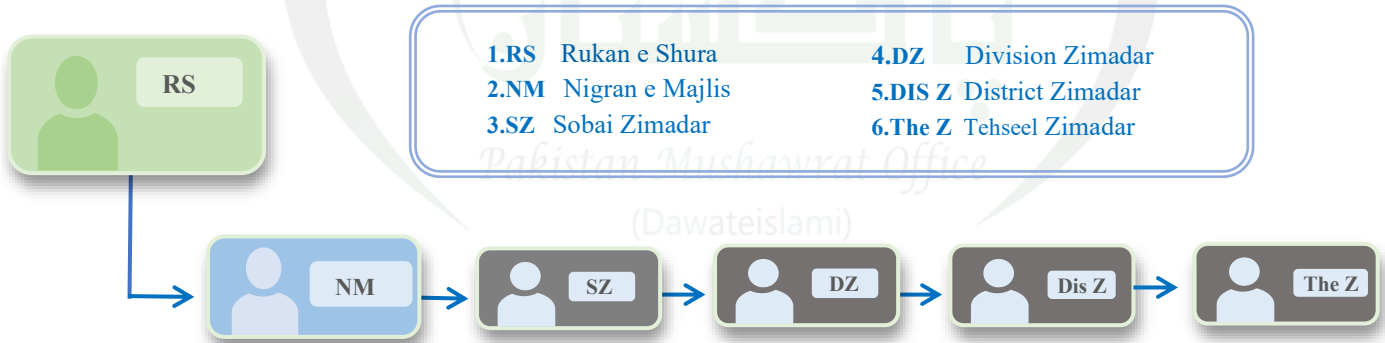 RS
1.RS Rukan e Shura
2.NM Nigran e Majlis
3.SZ Sobai Zimadar
4.DZ Division Zimadar
5.DIS Z District Zimadar
6.The Z Tehseel Zimadar
Pakistan Mushawrat Office
(Dawateislami)
NM
SZ
DZ
Dis Z
The Z